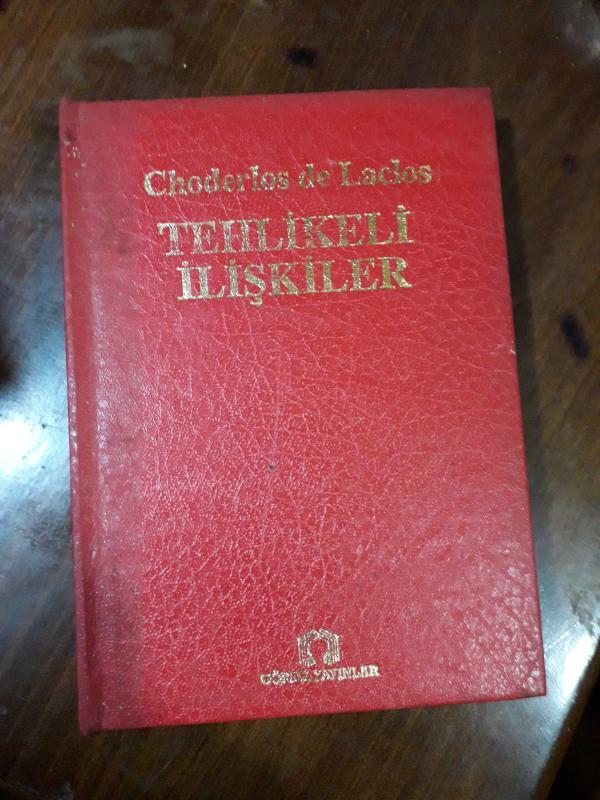 Choderlos de Laclos
TEHLİKELİ
İLİŞKİLER
GÖRSEL YAYINLAR